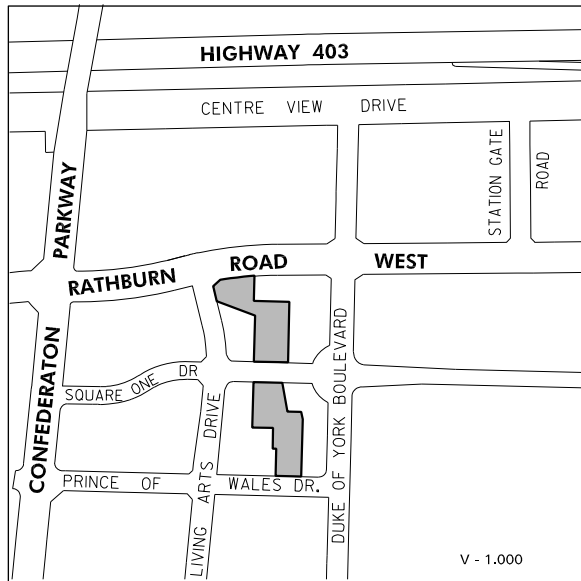 HIGHWAY 403
CENTRE VIEW DRIVE
STATION GATE ROAD
PARKWAY
RATHBURN ROAD WEST
CONFEDERATON
SQUARE ONE DR
LIVING ARTS DRIVE
DUKE OF YORK BOULEVARD
PRINCE OF WALES DR.
V - 1.000